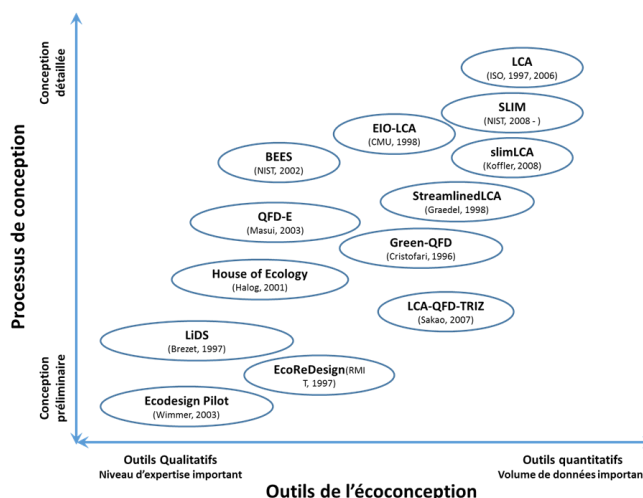 Processus de conception
Conception
détaillée
Conception
préliminaire
LCA
(ISO, 1997, 2006)
SLIM
(NIST, 2008 - )
EIO-LCA
(CMU, 1998)
slimLCA
(Koffler, 2008)
BEES
(NIST, 2002)
StreamlinedLCA
(Graedel, 1998)
QFD-E
(Masui, 2003)
Green-QFD
(Cristofari, 1996)
House of Ecology
(Halog, 2001)
LCA-QFD-TRIZ
(Sakao, 2007)
LiDS
(Brezet, 1997)
EcoReDesign(RMI
T, 1997)
Ecodesign Pilot
(Wimmer, 2003)
Outils Qualitatifs
Niveau d'expertise important
Outils quantitatifs
Volume de données important
Outils de l'écoconception